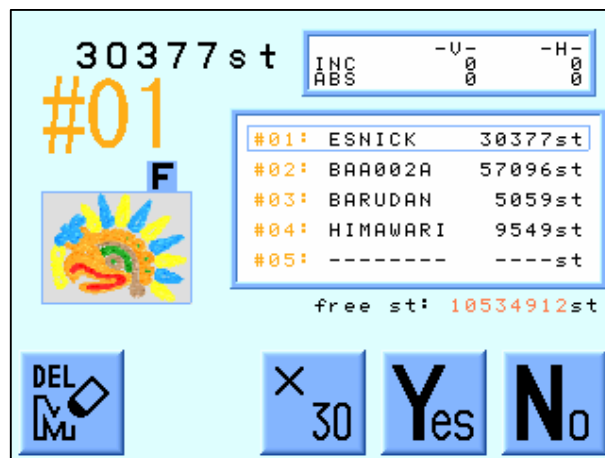 30377st
#01
F
-V- -H-
INC 0 0
ABS 0 0
#01: ESNICK 30377st
#02: BAA002A 57096st
#03: BARUDAN 5059st
#04: HIMAWARI 9549st
#05: -------- ----st
free st: 10534912st
DEL
M
×30
Yes
No